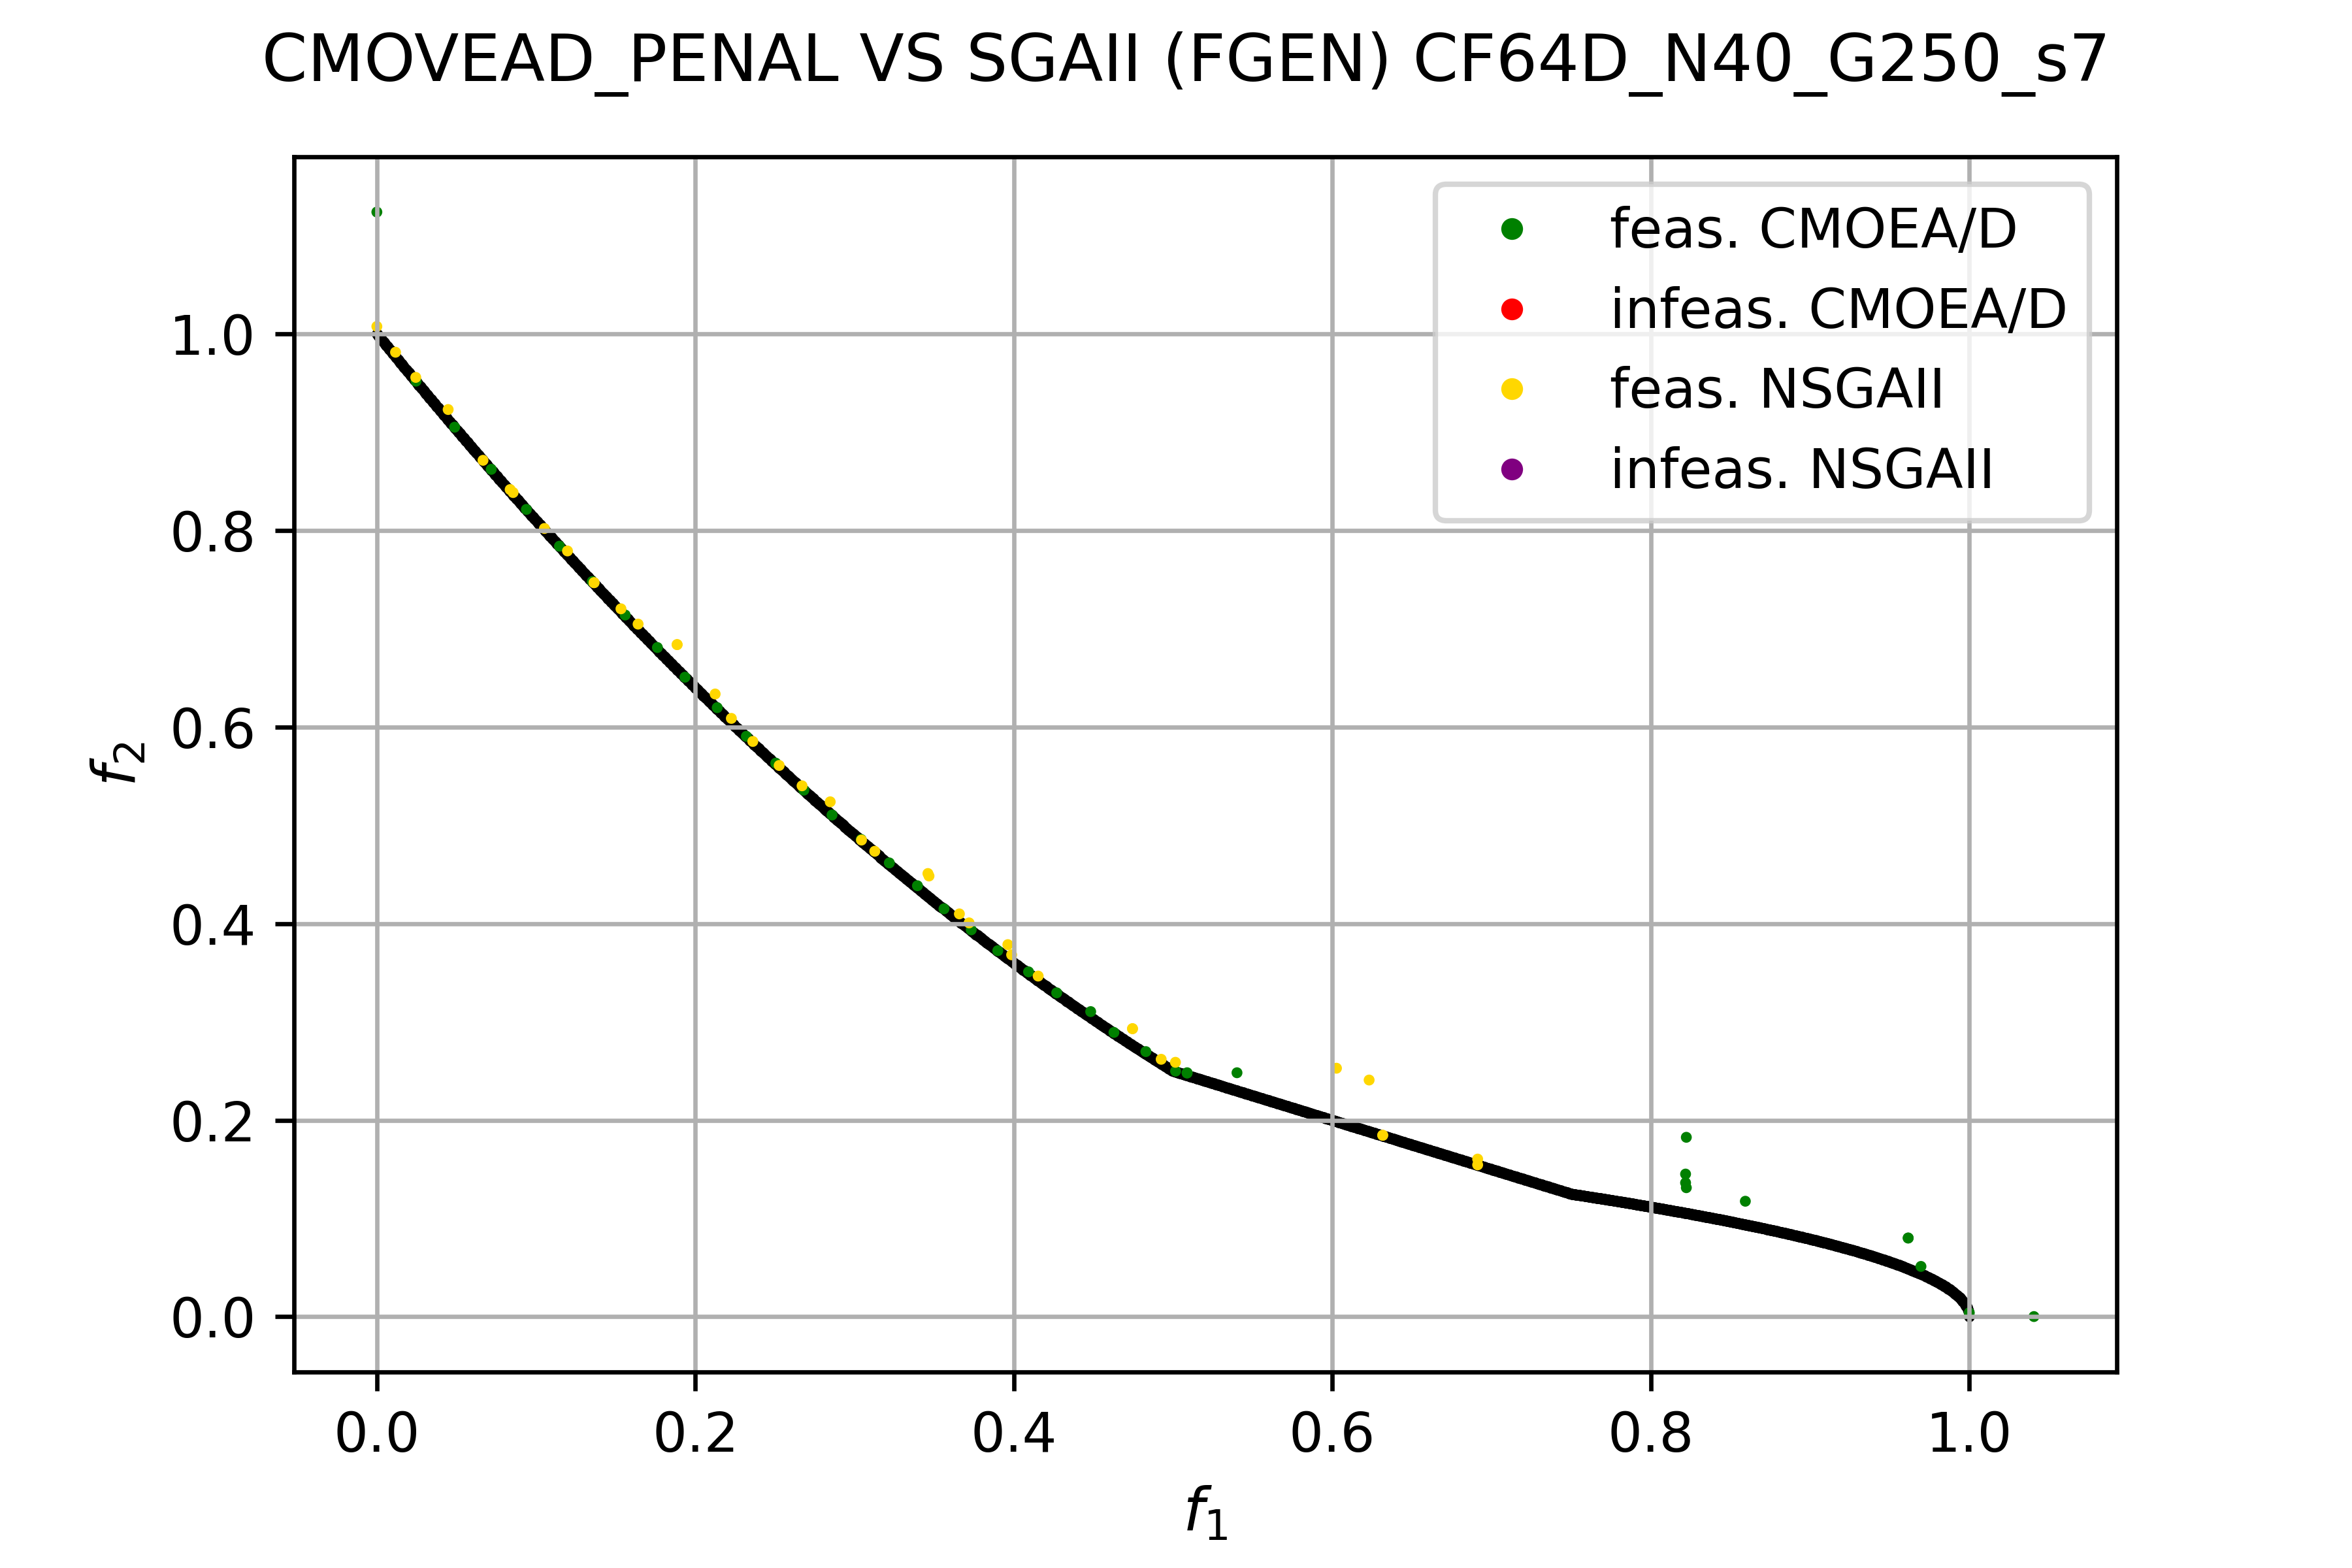 CMOVEAD_PENAL VS SGAII (FGEN) CF64D_N40_G250_s7
feas. CMOEA/D
infeas. CMOEA/D
feas. NSGAII
infeas. NSGAII
1.0
0.8
0.6
0.4
0.2
0.0
f2
0.0 0.2 0.4 0.6 0.8 1.0
f1